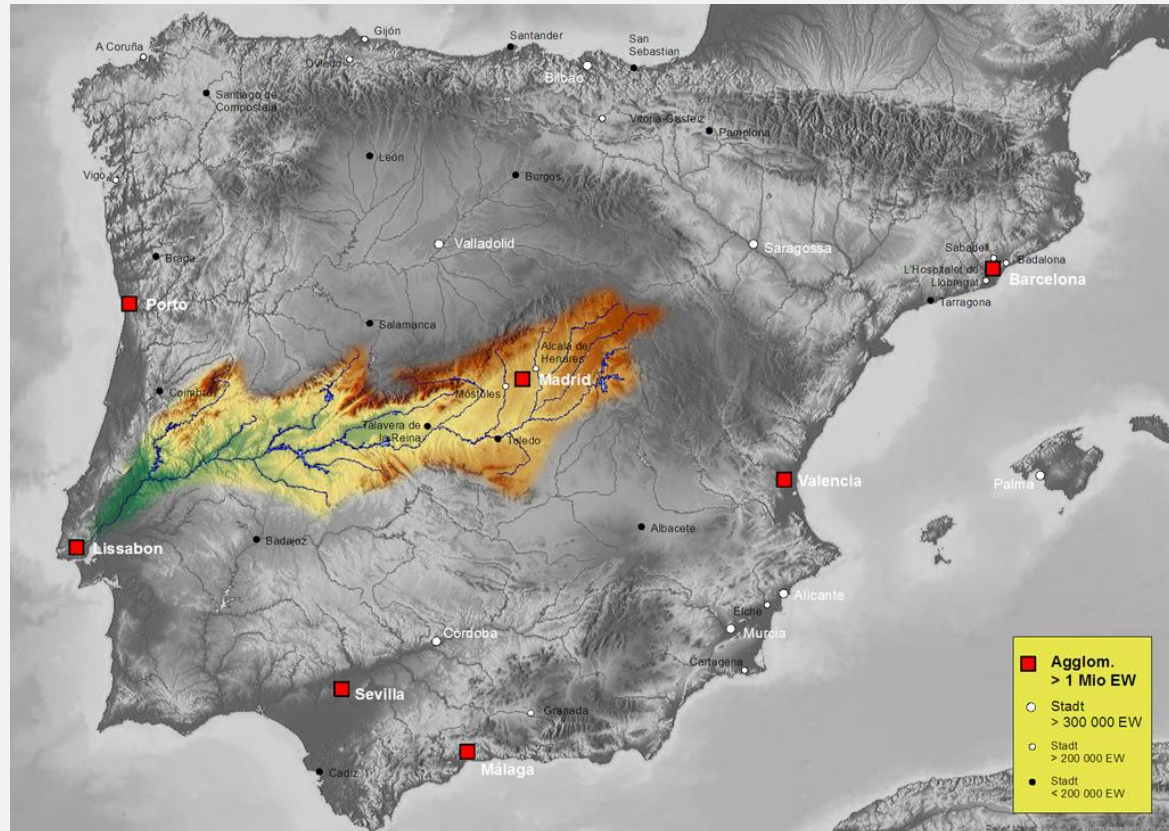 Gijón
A Coruña
Santander
San
Sebastian
Oviedo
Bilbao
Santiago de
Compostela
Vitoria-Gasteiz
Pamplona
León
Vigo
Burgos
Valladolid
Saragossa
Braga
Sabadell
Badalona
L'Hospitalet de
Llobregat
Barcelona
Porto
Tarragona
Salamanca
Alcalá de
Henares
Madrid
Coimbra
Móstoles
Talavera de
la Reina
Toledo
Valencia
Palma
Albacete
Lissabon
Badajoz
Alicante
Elche
Murcia
Córdoba
Cartagena
Sevilla
Granada
Málaga
Cadiz
Agglom.
> 1 Mio EW
Stadt
> 300 000 EW
Stadt
> 200 000 EW
Stadt
< 200 000 EW